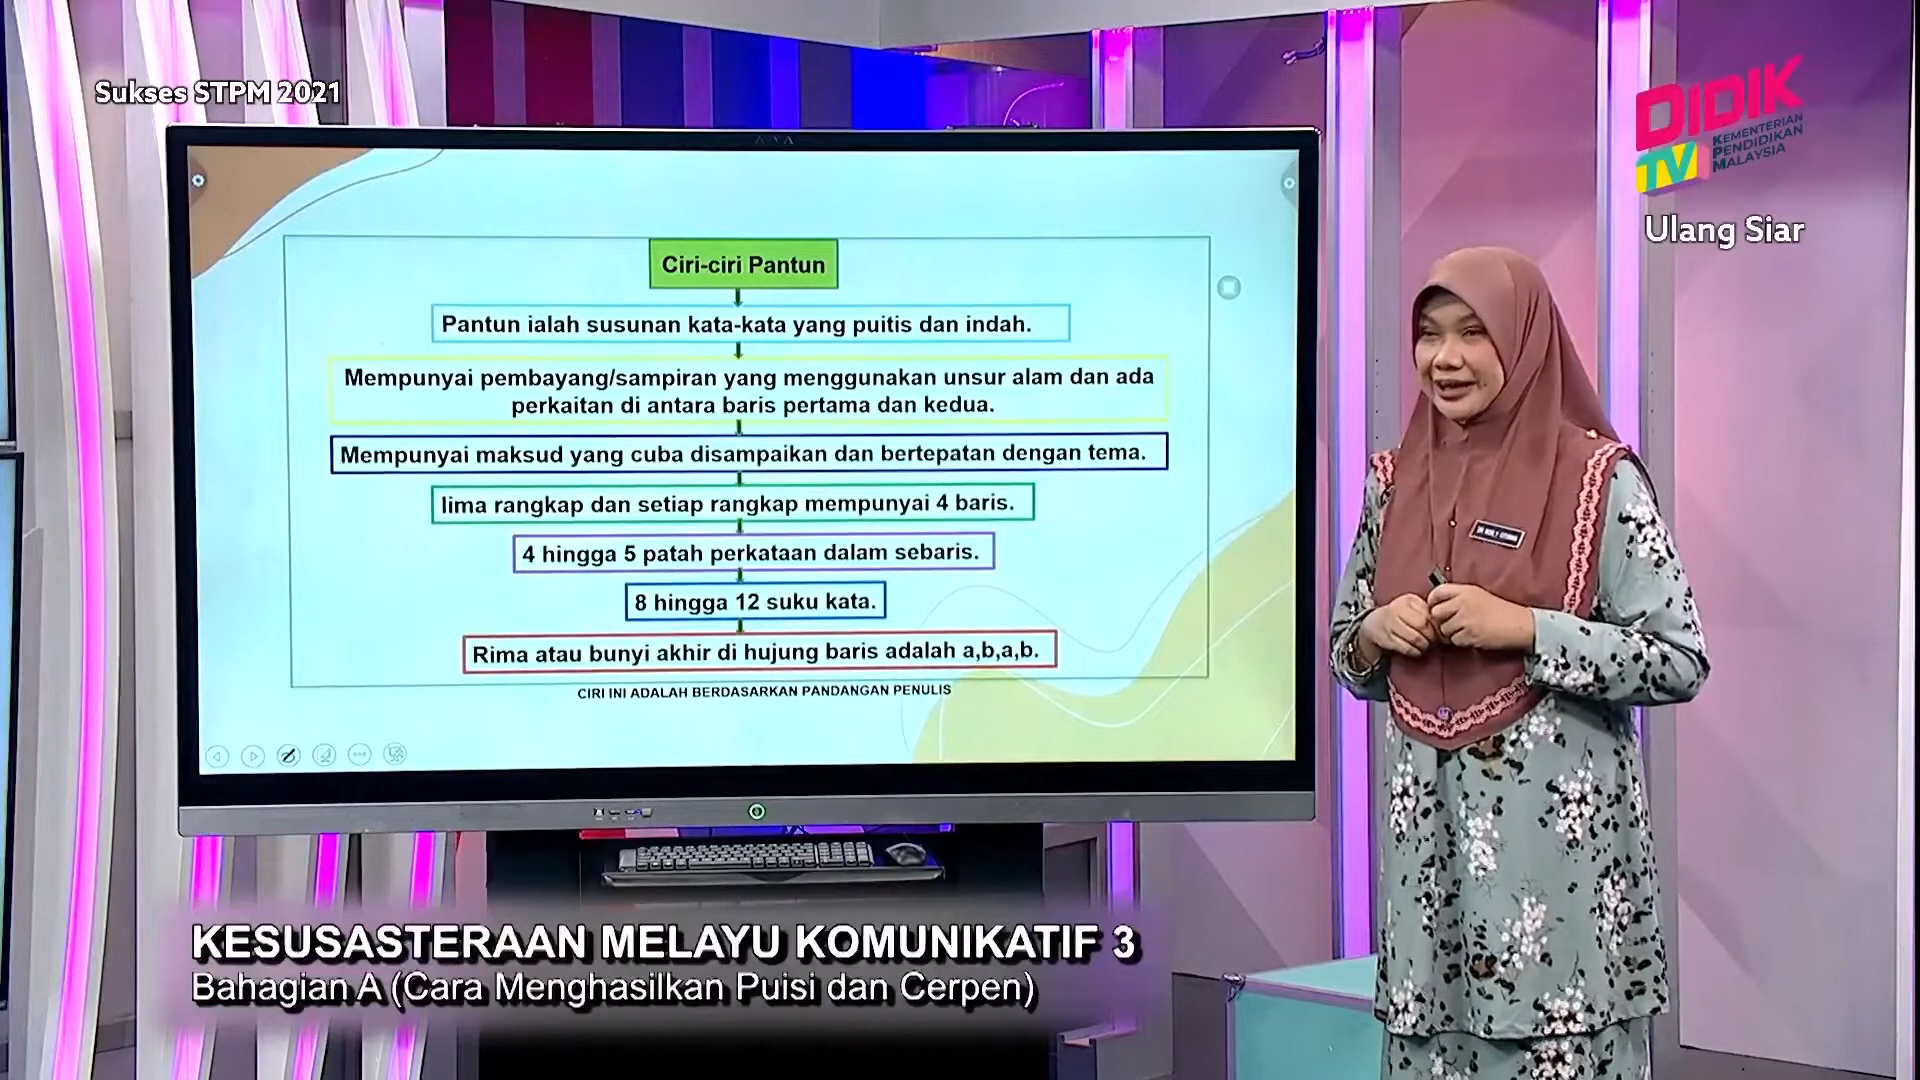 Sukses STPM 2021
DIDIK
TV
KEMENTERIAN
PENDIDIKAN
MALAYSIA
Ulang Siar
Ciri-ciri Pantun
Pantun ialah susunan kata-kata yang puitis dan indah.
Mempunyai pembayang/sampiran yang menggunakan unsur alam dan ada
perkaitan di antara baris pertama dan kedua.
Mempunyai maksud yang cuba disampaikan dan bertepatan dengan tema.
lima rangkap dan setiap rangkap mempunyai 4 baris.
4 hingga 5 patah perkataan dalam sebaris.
8 hingga 12 suku kata.
Rima atau bunyi akhir di hujung baris adalah a,b,a,b.
CIRI INI ADALAH BERDASARKAN PANDANGAN PENULIS
KESUSASTERAAN MELAYU KOMUNIKATIF 3
Bahagian A (Cara Menghasilkan Puisi dan Cerpen)